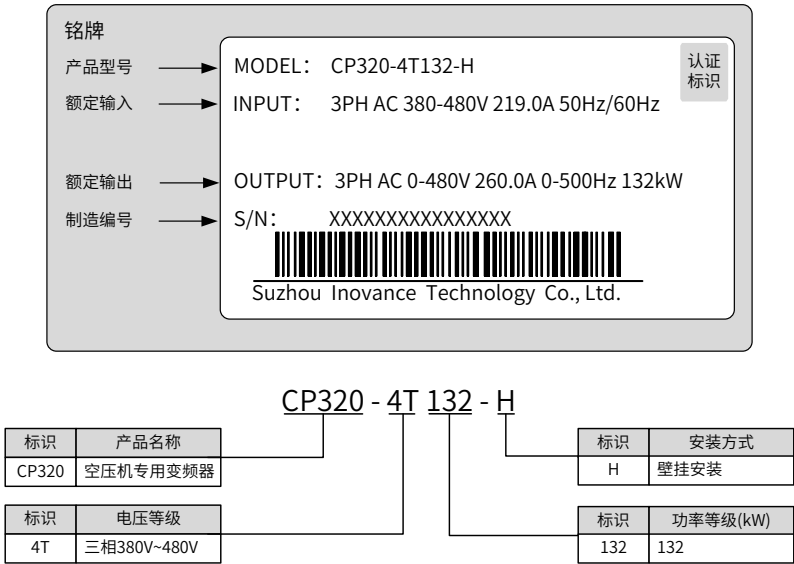 铭牌
产品型号
MODEL： CP320-4T132-H
认证
标识
额定输入
INPUT： 3PH AC 380-480V 219.0A 50Hz/60Hz
额定输出
OUTPUT：3PH AC 0-480V 260.0A 0-500Hz 132kW
制造编号
S/N： XXXXXXXXXXXXXXXX
Suzhou Inovance Technology Co., Ltd.
CP320 - 4T 132 - H
标识 产品名称
CP320 空压机专用变频器
标识 安装方式
H 壁挂安装
标识 电压等级
4T 三相380V~480V
标识 功率等级(kW)
132 132